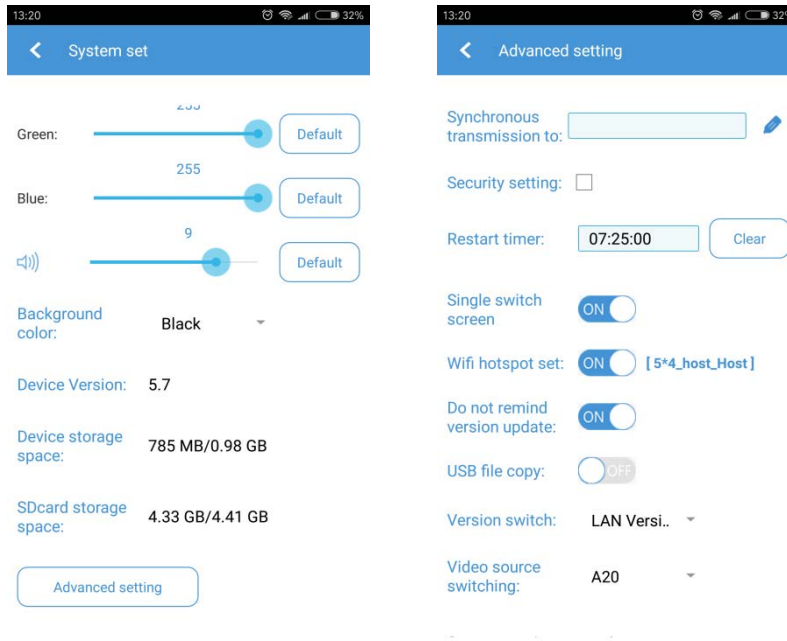 13:20
32%
System set
Green:
Default
255
Blue:
Default
9
Default
Background
color:
Black
Device Version:
5.7
Device storage
space:
785 MB/0.98 GB
SDcard storage
space:
4.33 GB/4.41 GB
Advanced setting
13:20
32%
Advanced setting
Synchronous
transmission to:
Security setting:
Restart timer:
07:25:00
Clear
Single switch
screen
ON
Wifi hotspot set:
ON
[ 5*4_host_Host ]
Do not remind
version update:
ON
USB file copy:
OFF
Version switch:
LAN Versi..
Video source
switching:
A20